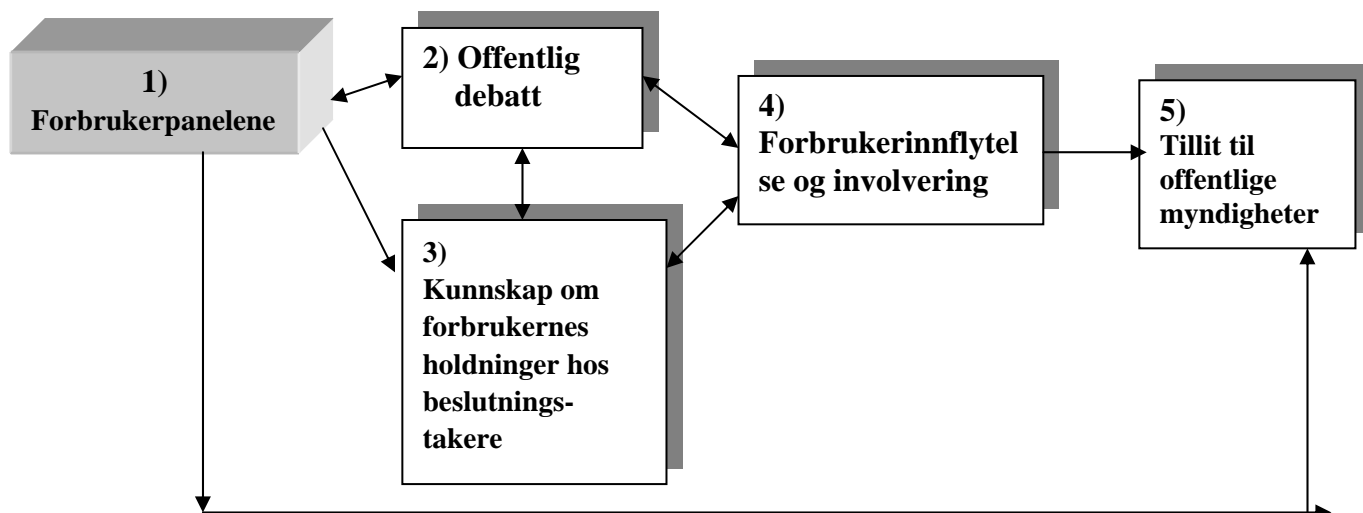 1)
Forbrukerpanelene
2) Offentlig
debatt
3)
Kunnskap om
forbrukernes
holdninger hos
beslutnings-
takere
4)
Forbrukerinnflytel
se og involvering
5)
Tillit til
offentlige
myndigheter